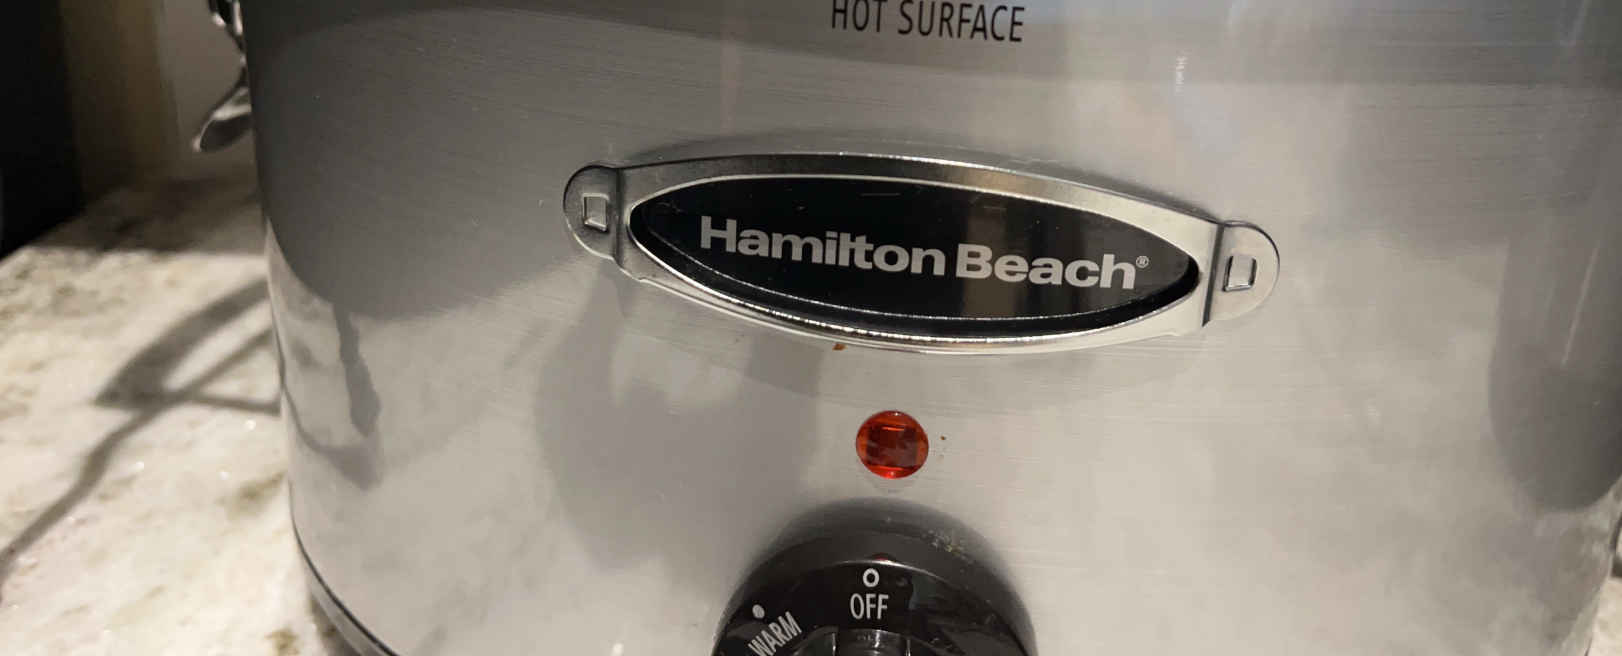 HOT SURFACE
Hamilton Beach®
OFF
WARM